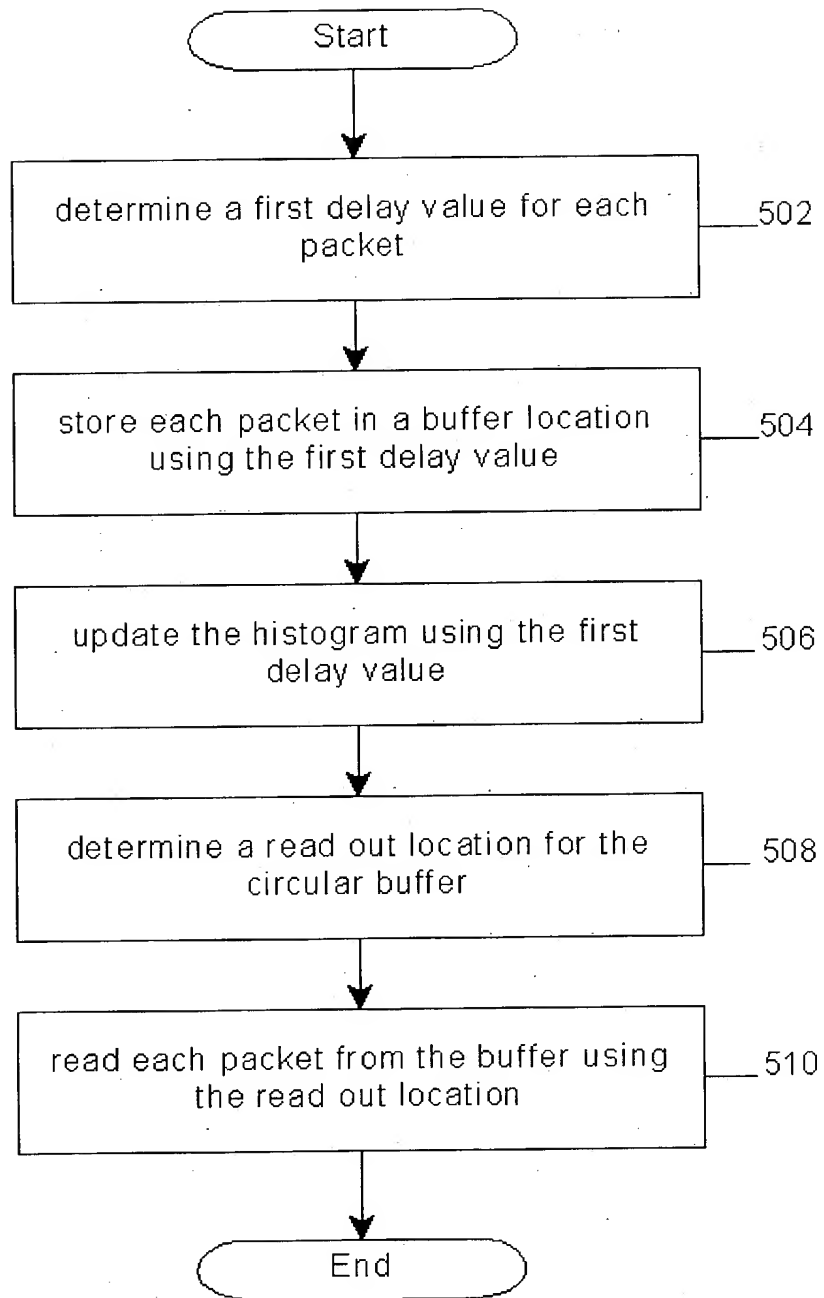 Start
determine a first delay value for each
packet
502
store each packet in a buffer location
using the first delay value
504
update the histogram using the first
delay value
506
determine a read out location for the
circular buffer
508
read each packet from the buffer using
the read out location
510
End